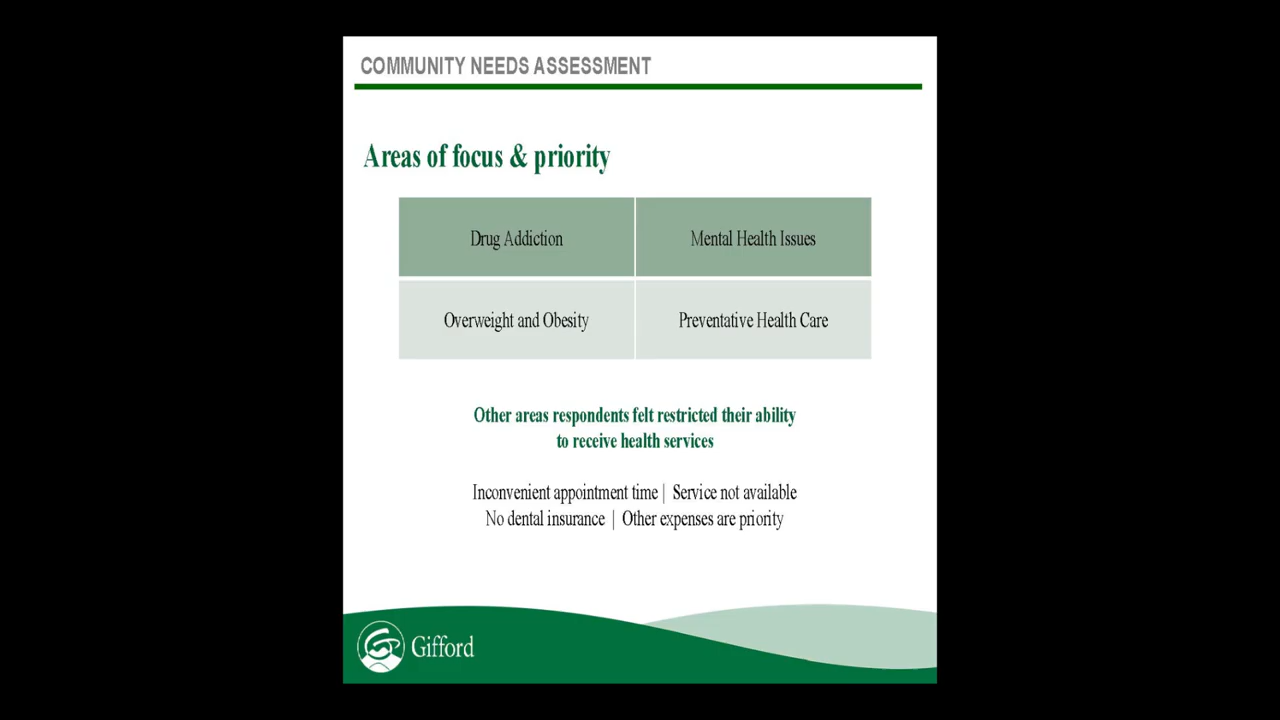 COMMUNITY NEEDS ASSESSMENT
Areas of focus & priority
Drug Addiction
Mental Health Issues
Overweight and Obesity
Preventative Health Care
Other areas respondents felt restricted their ability
to receive health services
Inconvenient appointment time | Service not available
No dental insurance | Other expenses are priority
Gifford